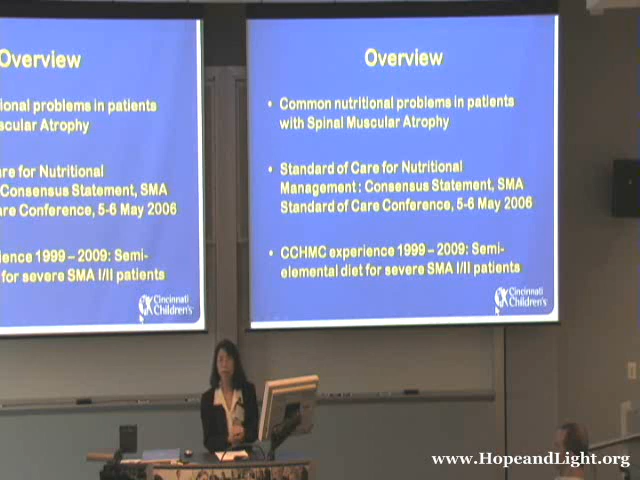 Overview
ional problems in patients
scular Atrophy
re for Nutritional
Consensus Statement, SMA
are Conference, 5-6 May 2006
ience 1999 – 2009: Semi-
for severe SMA I/II patients
Cincinnati
Children's
Overview
• Common nutritional problems in patients
with Spinal Muscular Atrophy
• Standard of Care for Nutritional
Management : Consensus Statement, SMA
Standard of Care Conference, 5-6 May 2006
• CCHMC experience 1999 – 2009: Semi-
elemental diet for severe SMA I/II patients
Cincinnati
Children's
www.HopeandLight.org